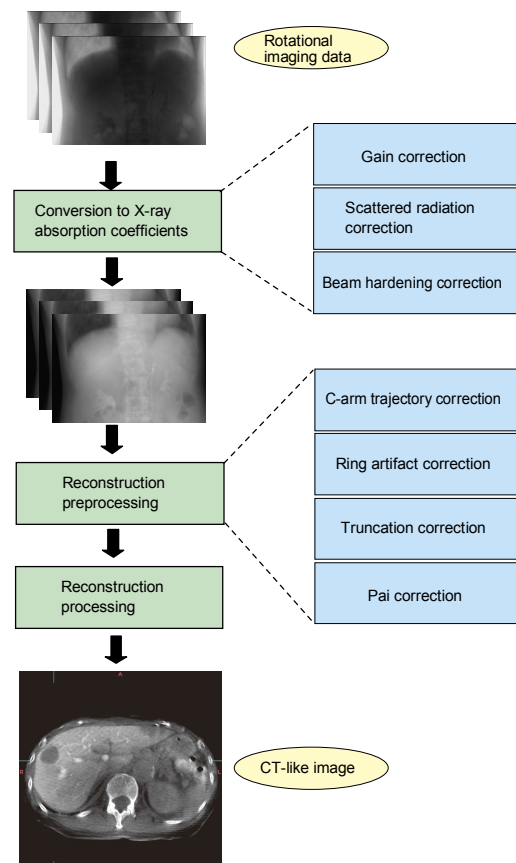 Rotational
imaging data
Gain correction
Conversion to X-ray
absorption coefficients
Scattered radiation
correction
Beam hardening correction
C-arm trajectory correction
Ring artifact correction
Reconstruction
preprocessing
Truncation correction
Reconstruction
processing
Pai correction
A
R
L
CT-like image